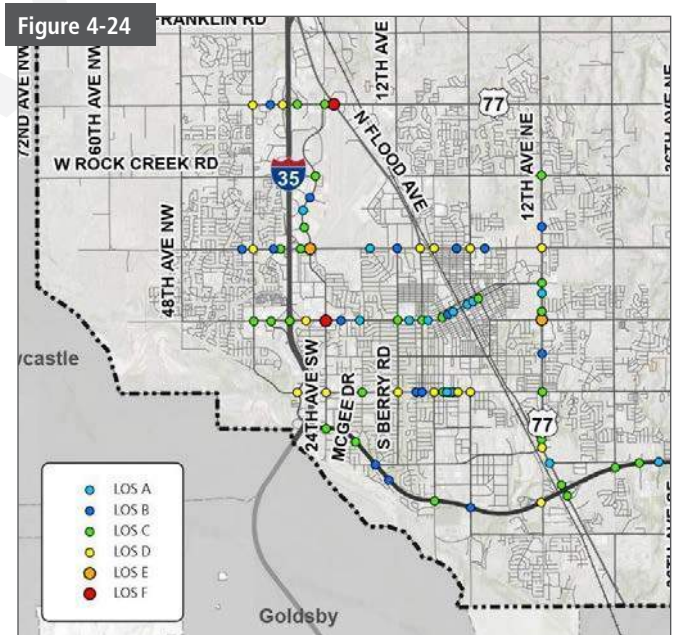 Figure 4-24
FRANKLIN RD
72ND AVE NW
60TH AVE NW
12TH AVE
77
N FLOOD AVE
12TH AVE NE
W ROCK CREEK RD
35
48TH AVE NW
castle
24TH AVE SW
MCGEE DR
S BERRY RD
77
LOS A
LOS B
LOS C
LOS D
LOS E
LOS F
Goldsby